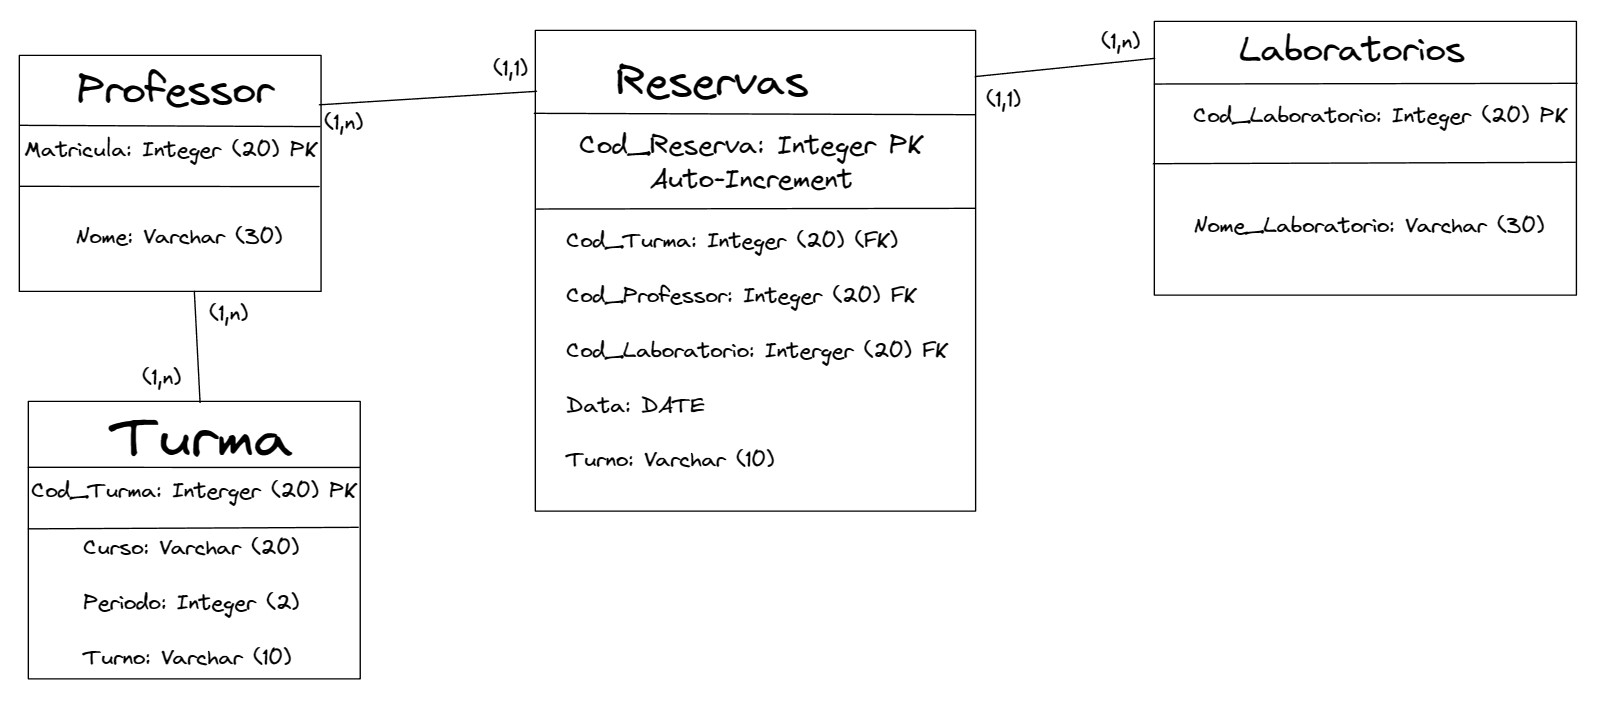 Professor
Matricula: Integer (20) PK
Nome: Varchar (30)
(1,n)
(1,1)
Reservas
Cod_Reserva: Integer PK
Auto-Increment
Cod_Turma: Integer (20) (FK)
Cod_Professor: Integer (20) FK
Cod_Laboratorio: Interger (20) FK
Data: DATE
Turno: Varchar (10)
(1,1)
(1,n)
Laboratorios
Cod_Laboratorio: Integer (20) PK
Nome_Laboratorio: Varchar (30)
(1,n)
(1,n)
Turma
Cod_Turma: Interger (20) PK
Curso: Varchar (20)
Periodo: Integer (2)
Turno: Varchar (10)